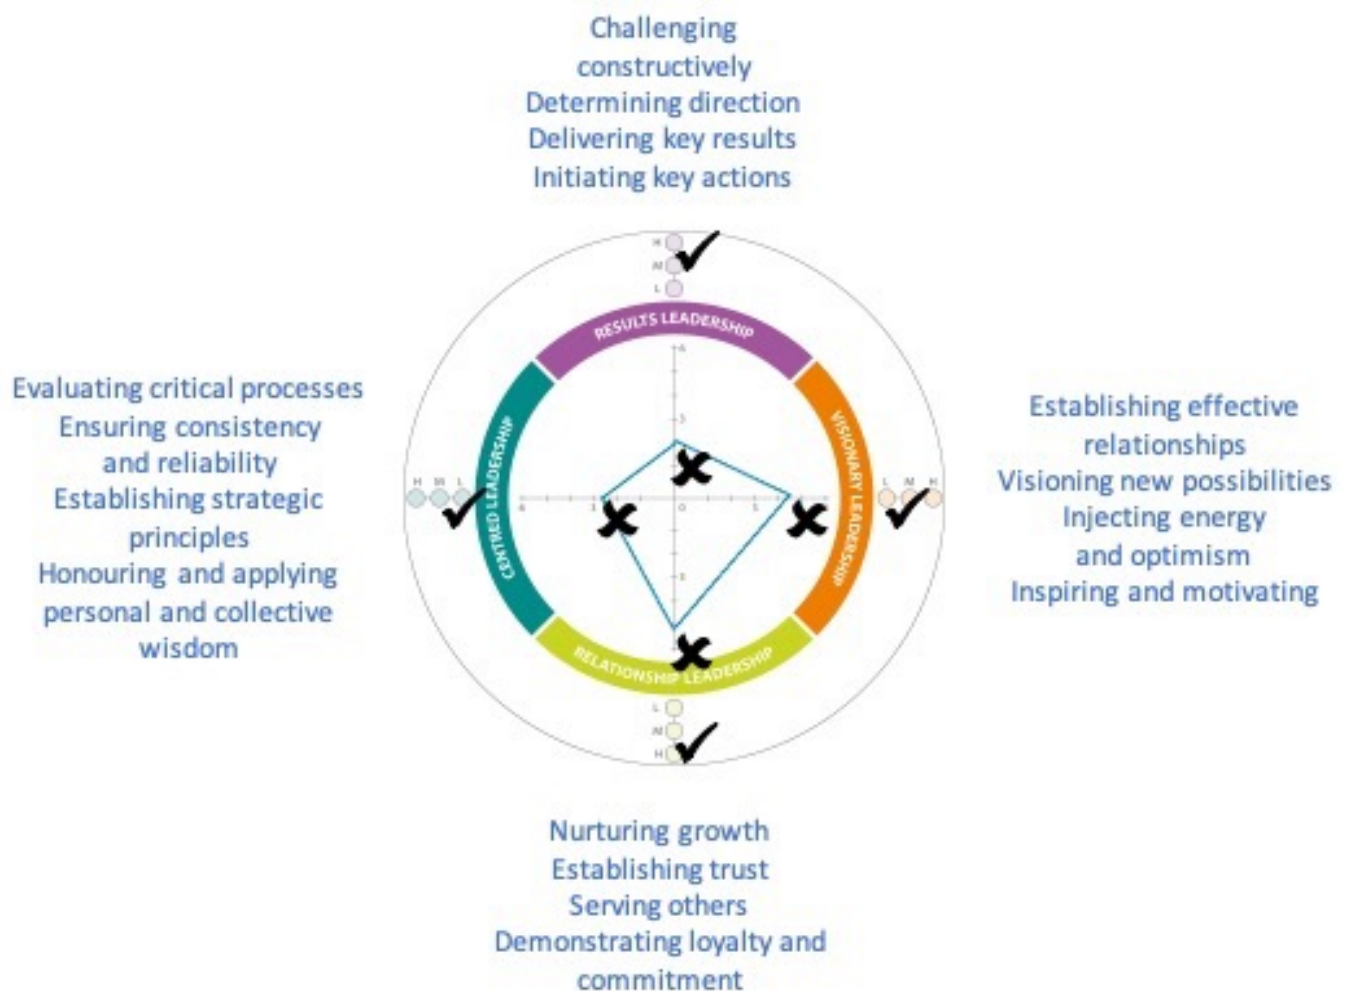 Challenging
constructively
Determining direction
Delivering key results
Initiating key actions
H
M
L
RESULTS LEADERSHIP
6
Evaluating critical processes
Ensuring consistency
and reliability
Establishing strategic
principles
Honouring and applying
personal and collective
wisdom
H M L
CENTRED LEADERSHIP
6
0
VISIONARY LEADERSHIP
L M H
Establishing effective
relationships
Visioning new possibilities
Injecting energy
and optimism
Inspiring and motivating
RELATIONSHIP LEADERSHIP
L
M
H
Nurturing growth
Establishing trust
Serving others
Demonstrating loyalty and
commitment